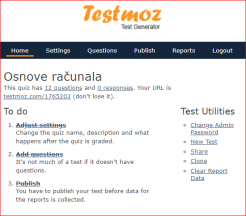 Testmoz
Test Generator
Home Settings Questions Publish Reports Logout
Osnove računala
This quiz has 12 questions and 0 responses. Your URL is
testmoz.com/1765203 (don't lose it).
To do
1. Adjust settings
Change the quiz name, description and what
happens after the quiz is graded.
2. Add questions
It's not much of a test if it doesn't have
questions.
3. Publish
You have to publish your test before data for
the reports is collected.
Test Utilities
Change Admin
Password
New Test
Share
Clone
Clear Report
Data